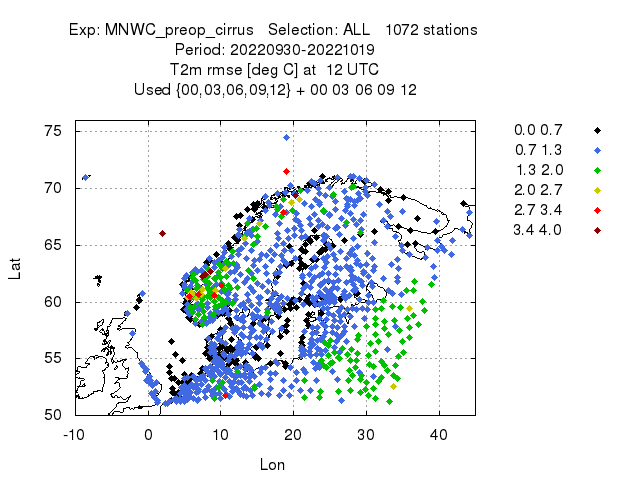 Exp: MNWC_preop_cirrus   Selection: ALL   1072 stations
Period: 20220930-20221019
T2m rmse [deg C] at  12 UTC
Used {00,03,06,09,12} + 00 03 06 09 12
75
70
65
60
55
50
-10 0 10 20 30 40
Lat
Lon
0.0 0.7
0.7 1.3
1.3 2.0
2.0 2.7
2.7 3.4
3.4 4.0